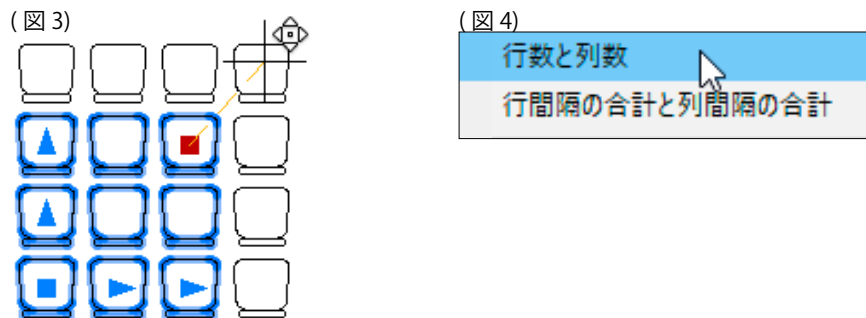 ( 図 3)
( 図 4)
行数と列数
行間隔の合計と列間隔の合計